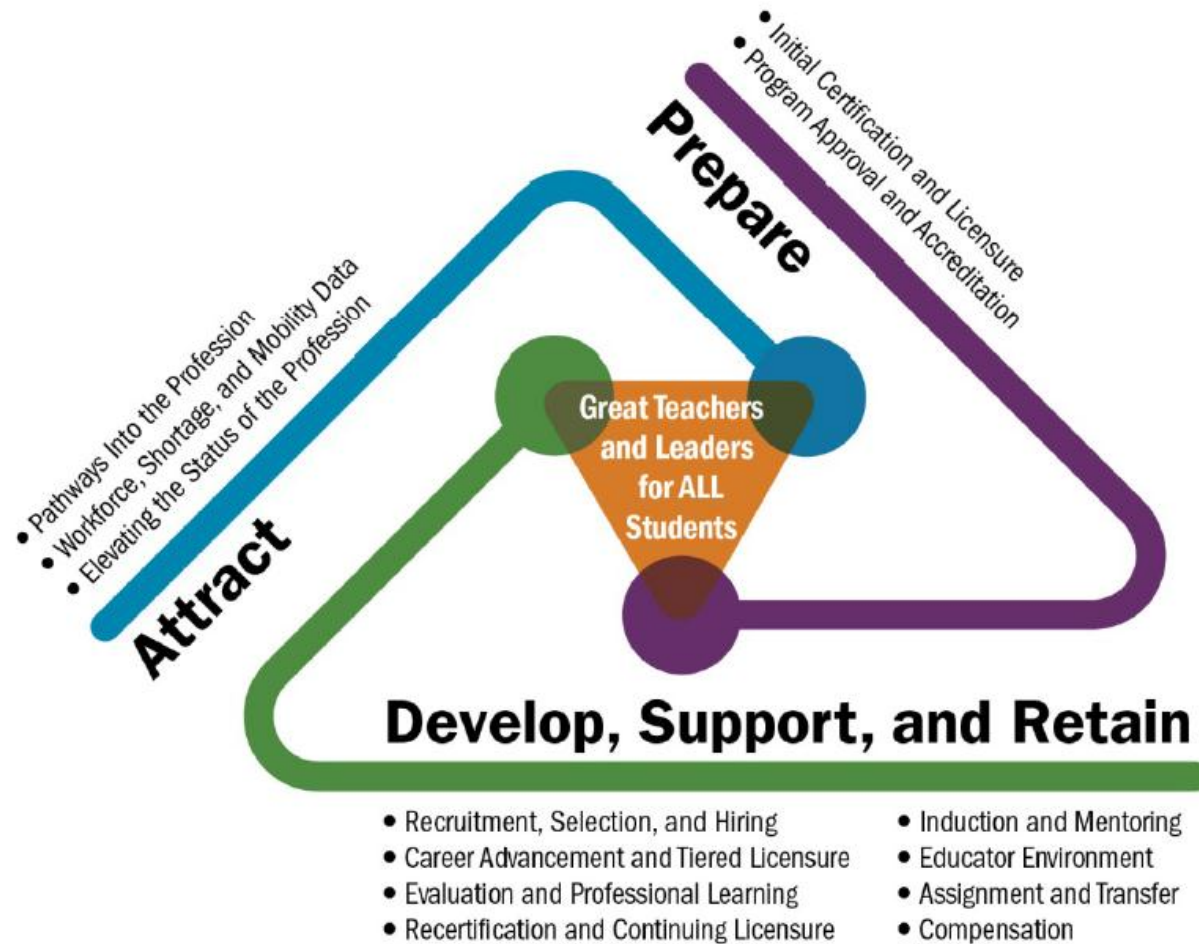 • Initial Certification and Licensure
• Program Approval and Accreditation
Prepare
• Pathways Into the Profession
• Workforce, Shortage, and Mobility Data
• Elevating the Status of the Profession
Attract
Great Teachers
and Leaders
for ALL
Students
Develop, Support, and Retain
• Recruitment, Selection, and Hiring
• Career Advancement and Tiered Licensure
• Evaluation and Professional Learning
• Recertification and Continuing Licensure
• Induction and Mentoring
• Educator Environment
• Assignment and Transfer
• Compensation